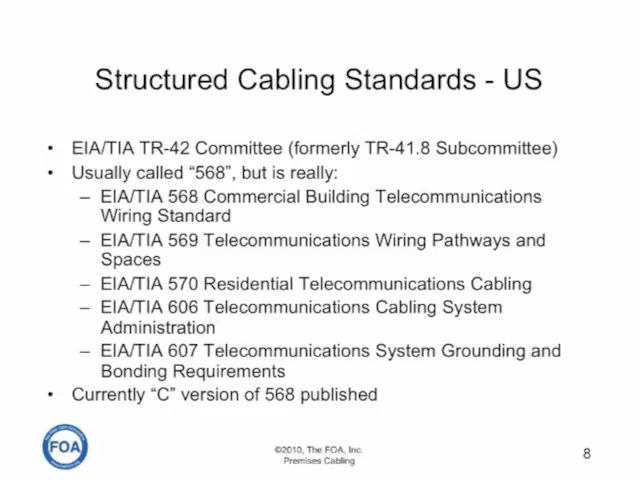 Structured Cabling Standards - US
• EIA/TIA TR-42 Committee (formerly TR-41.8 Subcommittee)
• Usually called “568”, but is really:
– EIA/TIA 568 Commercial Building Telecommunications
Wiring Standard
– EIA/TIA 569 Telecommunications Wiring Pathways and
Spaces
– EIA/TIA 570 Residential Telecommunications Cabling
– EIA/TIA 606 Telecommunications Cabling System
Administration
– EIA/TIA 607 Telecommunications System Grounding and
Bonding Requirements
• Currently “C” version of 568 published
FOA
©2010, The FOA, Inc.
Premises Cabling
8